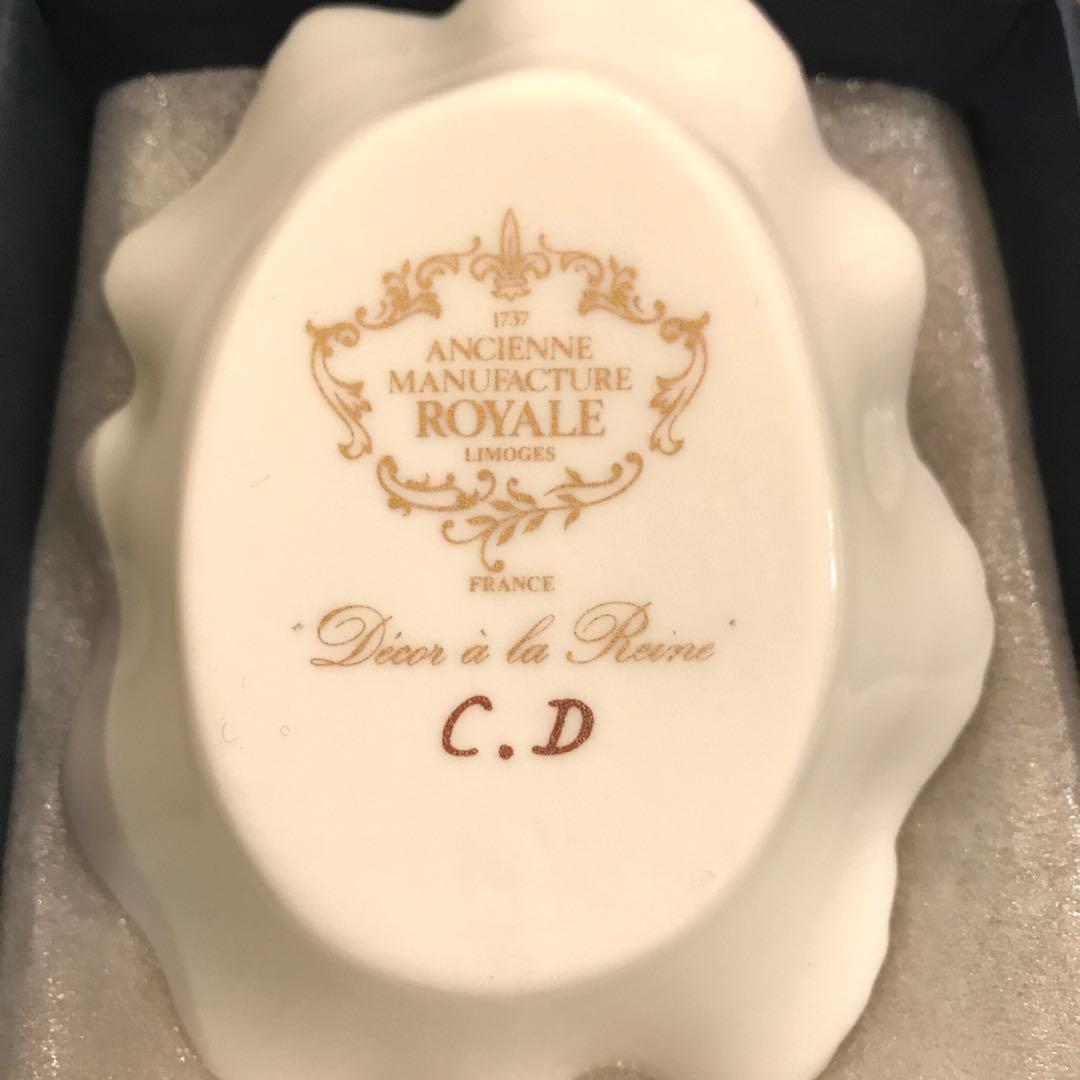 1737
ANCIENNE
MANUFACTURE
ROYALE
LIMOGES
FRANCE
"Décor à la Reine"
C.D